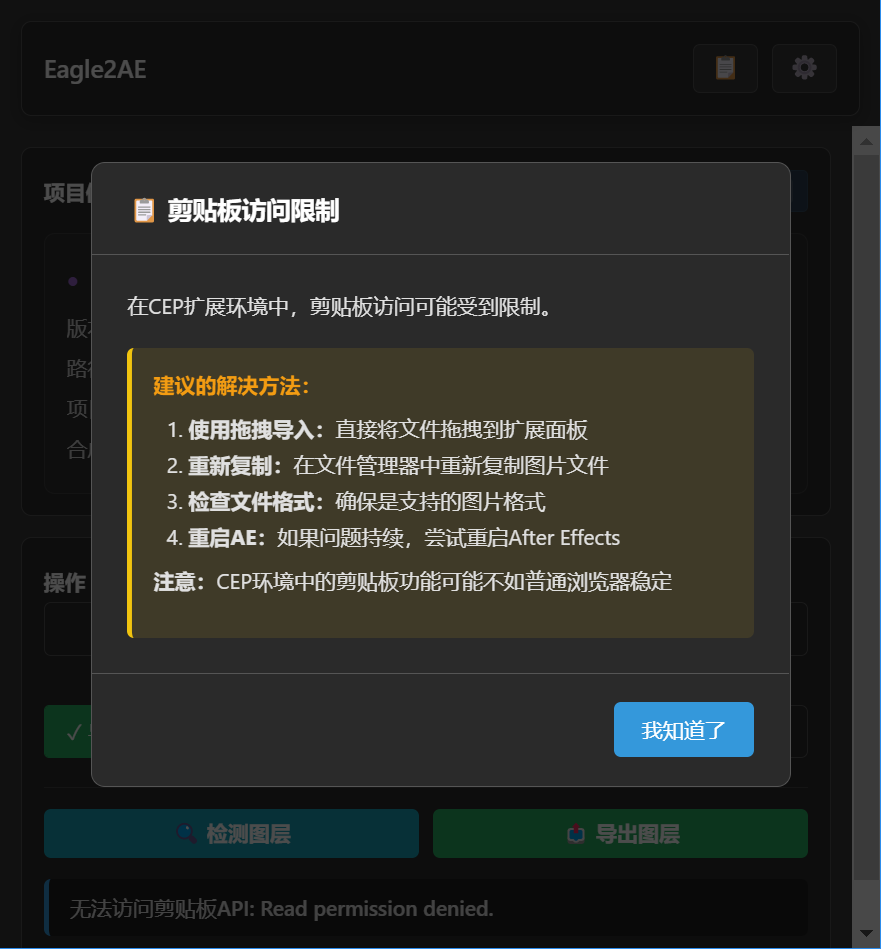 Eagle2AE
项目
剪贴板访问限制
在CEP扩展环境中，剪贴板访问可能受到限制。
建议的解决方法：
1. 使用拖拽导入：直接将文件拖拽到扩展面板
2. 重新复制：在文件管理器中重新复制图片文件
3. 检查文件格式：确保是支持的图片格式
4. 重启AE：如果问题持续，尝试重启After Effects
注意：CEP环境中的剪贴板功能可能不如普通浏览器稳定
我知道了
操作
检测图层
导出图层
无法访问剪贴板API: Read permission denied.